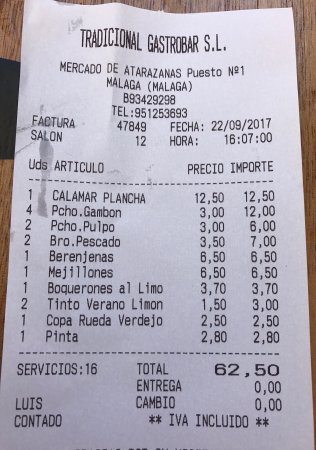 TRADICIONAL GASTROBAR S.L.
MERCADO DE ATARAZANAS Puesto Nº1
MALAGA (MALAGA)
B93429298
TEL:951253693
FACTURA 47849 FECHA: 22/09/2017
SALON 12 HORA: 16:07:00
Uds ARTICULO PRECIO IMPORTE
1 CALAMAR PLANCHA 12,50 12,50
4 Pcho.Gambon 3,00 12,00
2 Pcho.Pulpo 3,00 6,00
2 Bro.Pescado 3,50 7,00
1 Berenjenas 6,50 6,50
1 Mejillones 6,50 6,50
1 Boquerones al Limo 3,70 3,70
2 Tinto Verano Limon 1,50 3,00
1 Copa Rueda Verdejo 2,50 2,50
1 Pinta 2,80 2,80
SERVICIOS:16 TOTAL 62,50
ENTREGA 0,00
LUIS CAMBIO 0,00
CONTADO ** IVA INCLUIDO **